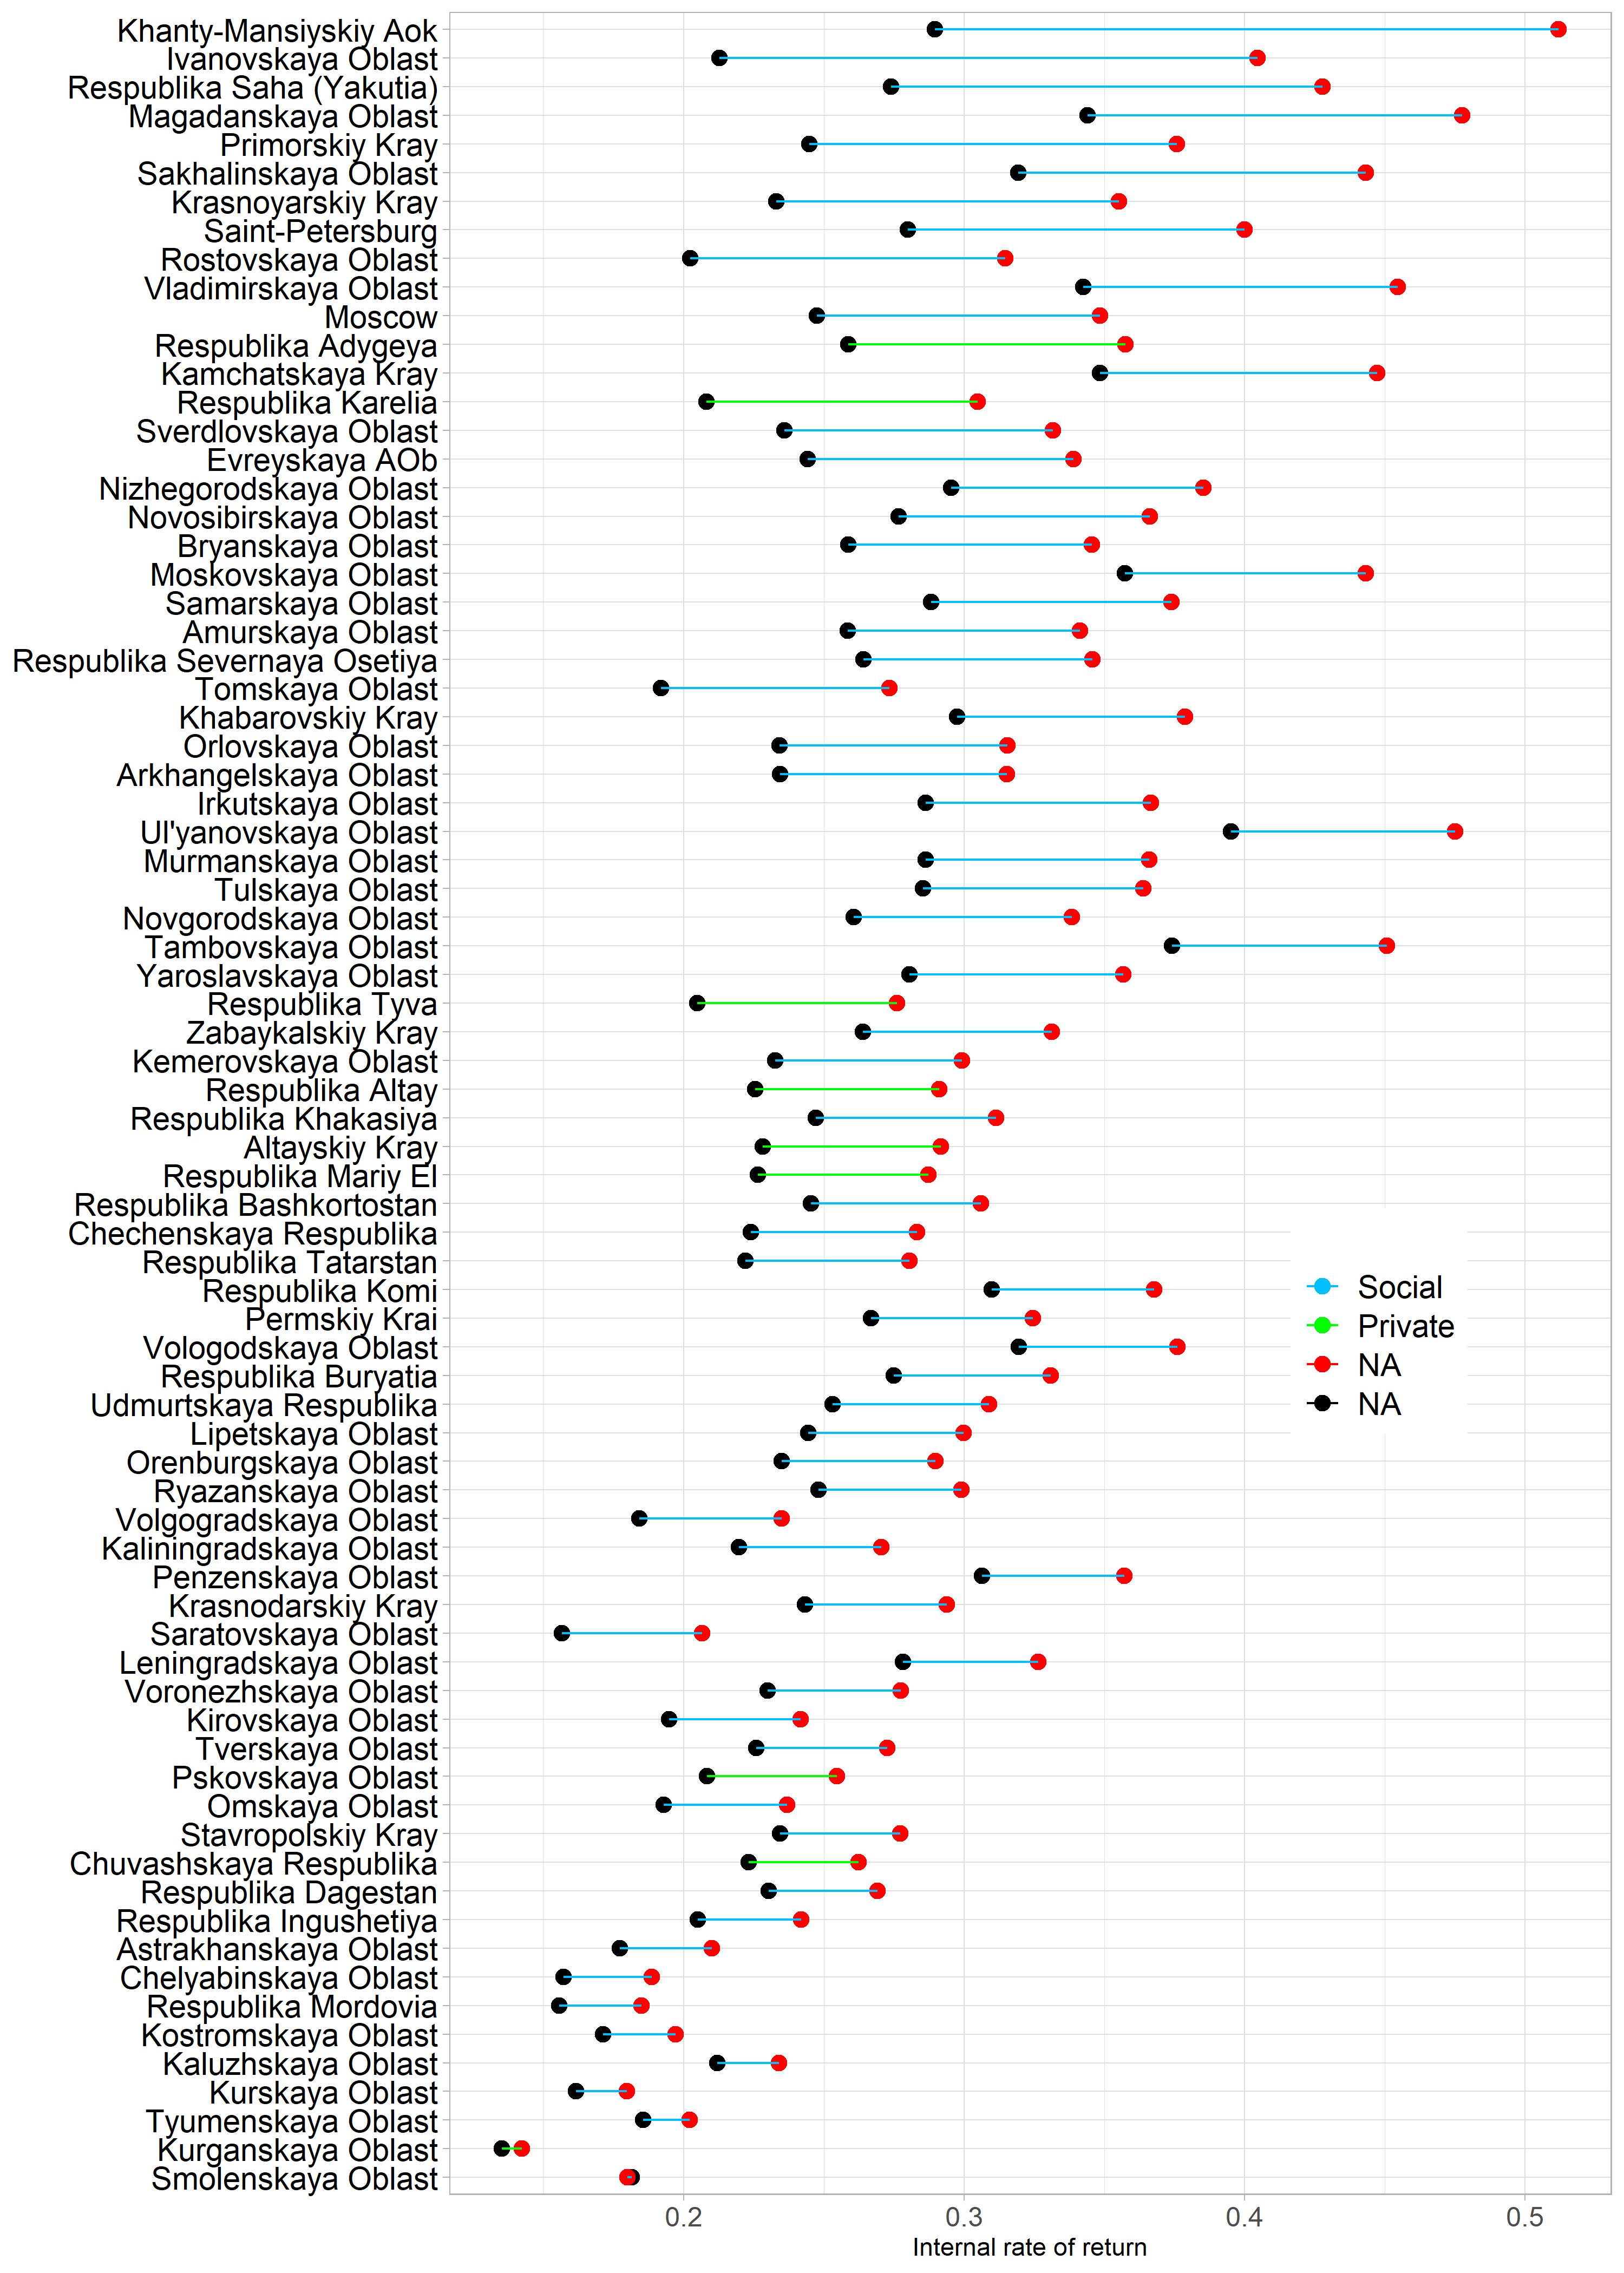 Khanty-Mansiyskiy Aok
Ivanovskaya Oblast
Respublika Saha (Yakutia)
Magadanskaya Oblast
Primorskiy Kray
Sakhalinskaya Oblast
Krasnoyarskiy Kray
Saint-Petersburg
Rostovskaya Oblast
Vladimirskaya Oblast
Moscow
Respublika Adygeya
Kamchatskaya Kray
Respublika Karelia
Sverdlovskaya Oblast
Evreyskaya AOb
Nizhegorodskaya Oblast
Novosibirskaya Oblast
Bryanskaya Oblast
Moskovskaya Oblast
Samarskaya Oblast
Amurskaya Oblast
Respublika Severnaya Osetiya
Tomskaya Oblast
Khabarovskiy Kray
Orlovskaya Oblast
Arkhangelskaya Oblast
Irkutskaya Oblast
Ul'yanovskaya Oblast
Murmanskaya Oblast
Tulskaya Oblast
Novgorodskaya Oblast
Tambovskaya Oblast
Yaroslavskaya Oblast
Respublika Tyva
Zabaykalskiy Kray
Kemerovskaya Oblast
Respublika Altay
Respublika Khakasiya
Altayskiy Kray
Respublika Mariy El
Respublika Bashkortostan
Chechenskaya Respublika
Respublika Tatarstan
Respublika Komi
Permskiy Krai
Vologodskaya Oblast
Respublika Buryatia
Udmurtskaya Respublika
Lipetskaya Oblast
Orenburgskaya Oblast
Ryazanskaya Oblast
Volgogradskaya Oblast
Kaliningradskaya Oblast
Penzenskaya Oblast
Krasnodarskiy Kray
Saratovskaya Oblast
Leningradskaya Oblast
Voronezhskaya Oblast
Kirovskaya Oblast
Tverskaya Oblast
Pskovskaya Oblast
Omskaya Oblast
Stavropolskiy Kray
Chuvashskaya Respublika
Respublika Dagestan
Respublika Ingushetiya
Astrakhanskaya Oblast
Chelyabinskaya Oblast
Respublika Mordovia
Kostromskaya Oblast
Kaluzhskaya Oblast
Kurskaya Oblast
Tyumenskaya Oblast
Kurganskaya Oblast
Smolenskaya Oblast
Social
Private
NA
NA
0.2 0.3 0.4 0.5
Internal rate of return